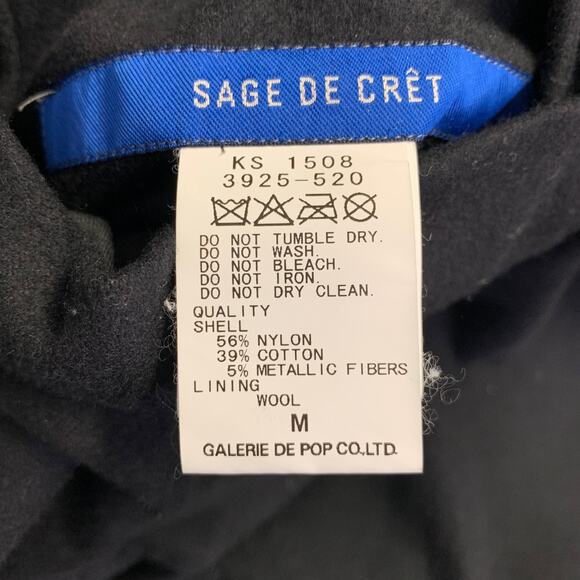 SAGE DE CRÊT
KS 1508
3925-520
DO NOT TUMBLE DRY.
DO NOT WASH.
DO NOT BLEACH.
DO NOT IRON.
DO NOT DRY CLEAN.
QUALITY
SHELL
56% NYLON
39% COTTON
5% METALLIC FIBERS
LINING
WOOL
M
GALERIE DE POP CO.,LTD.